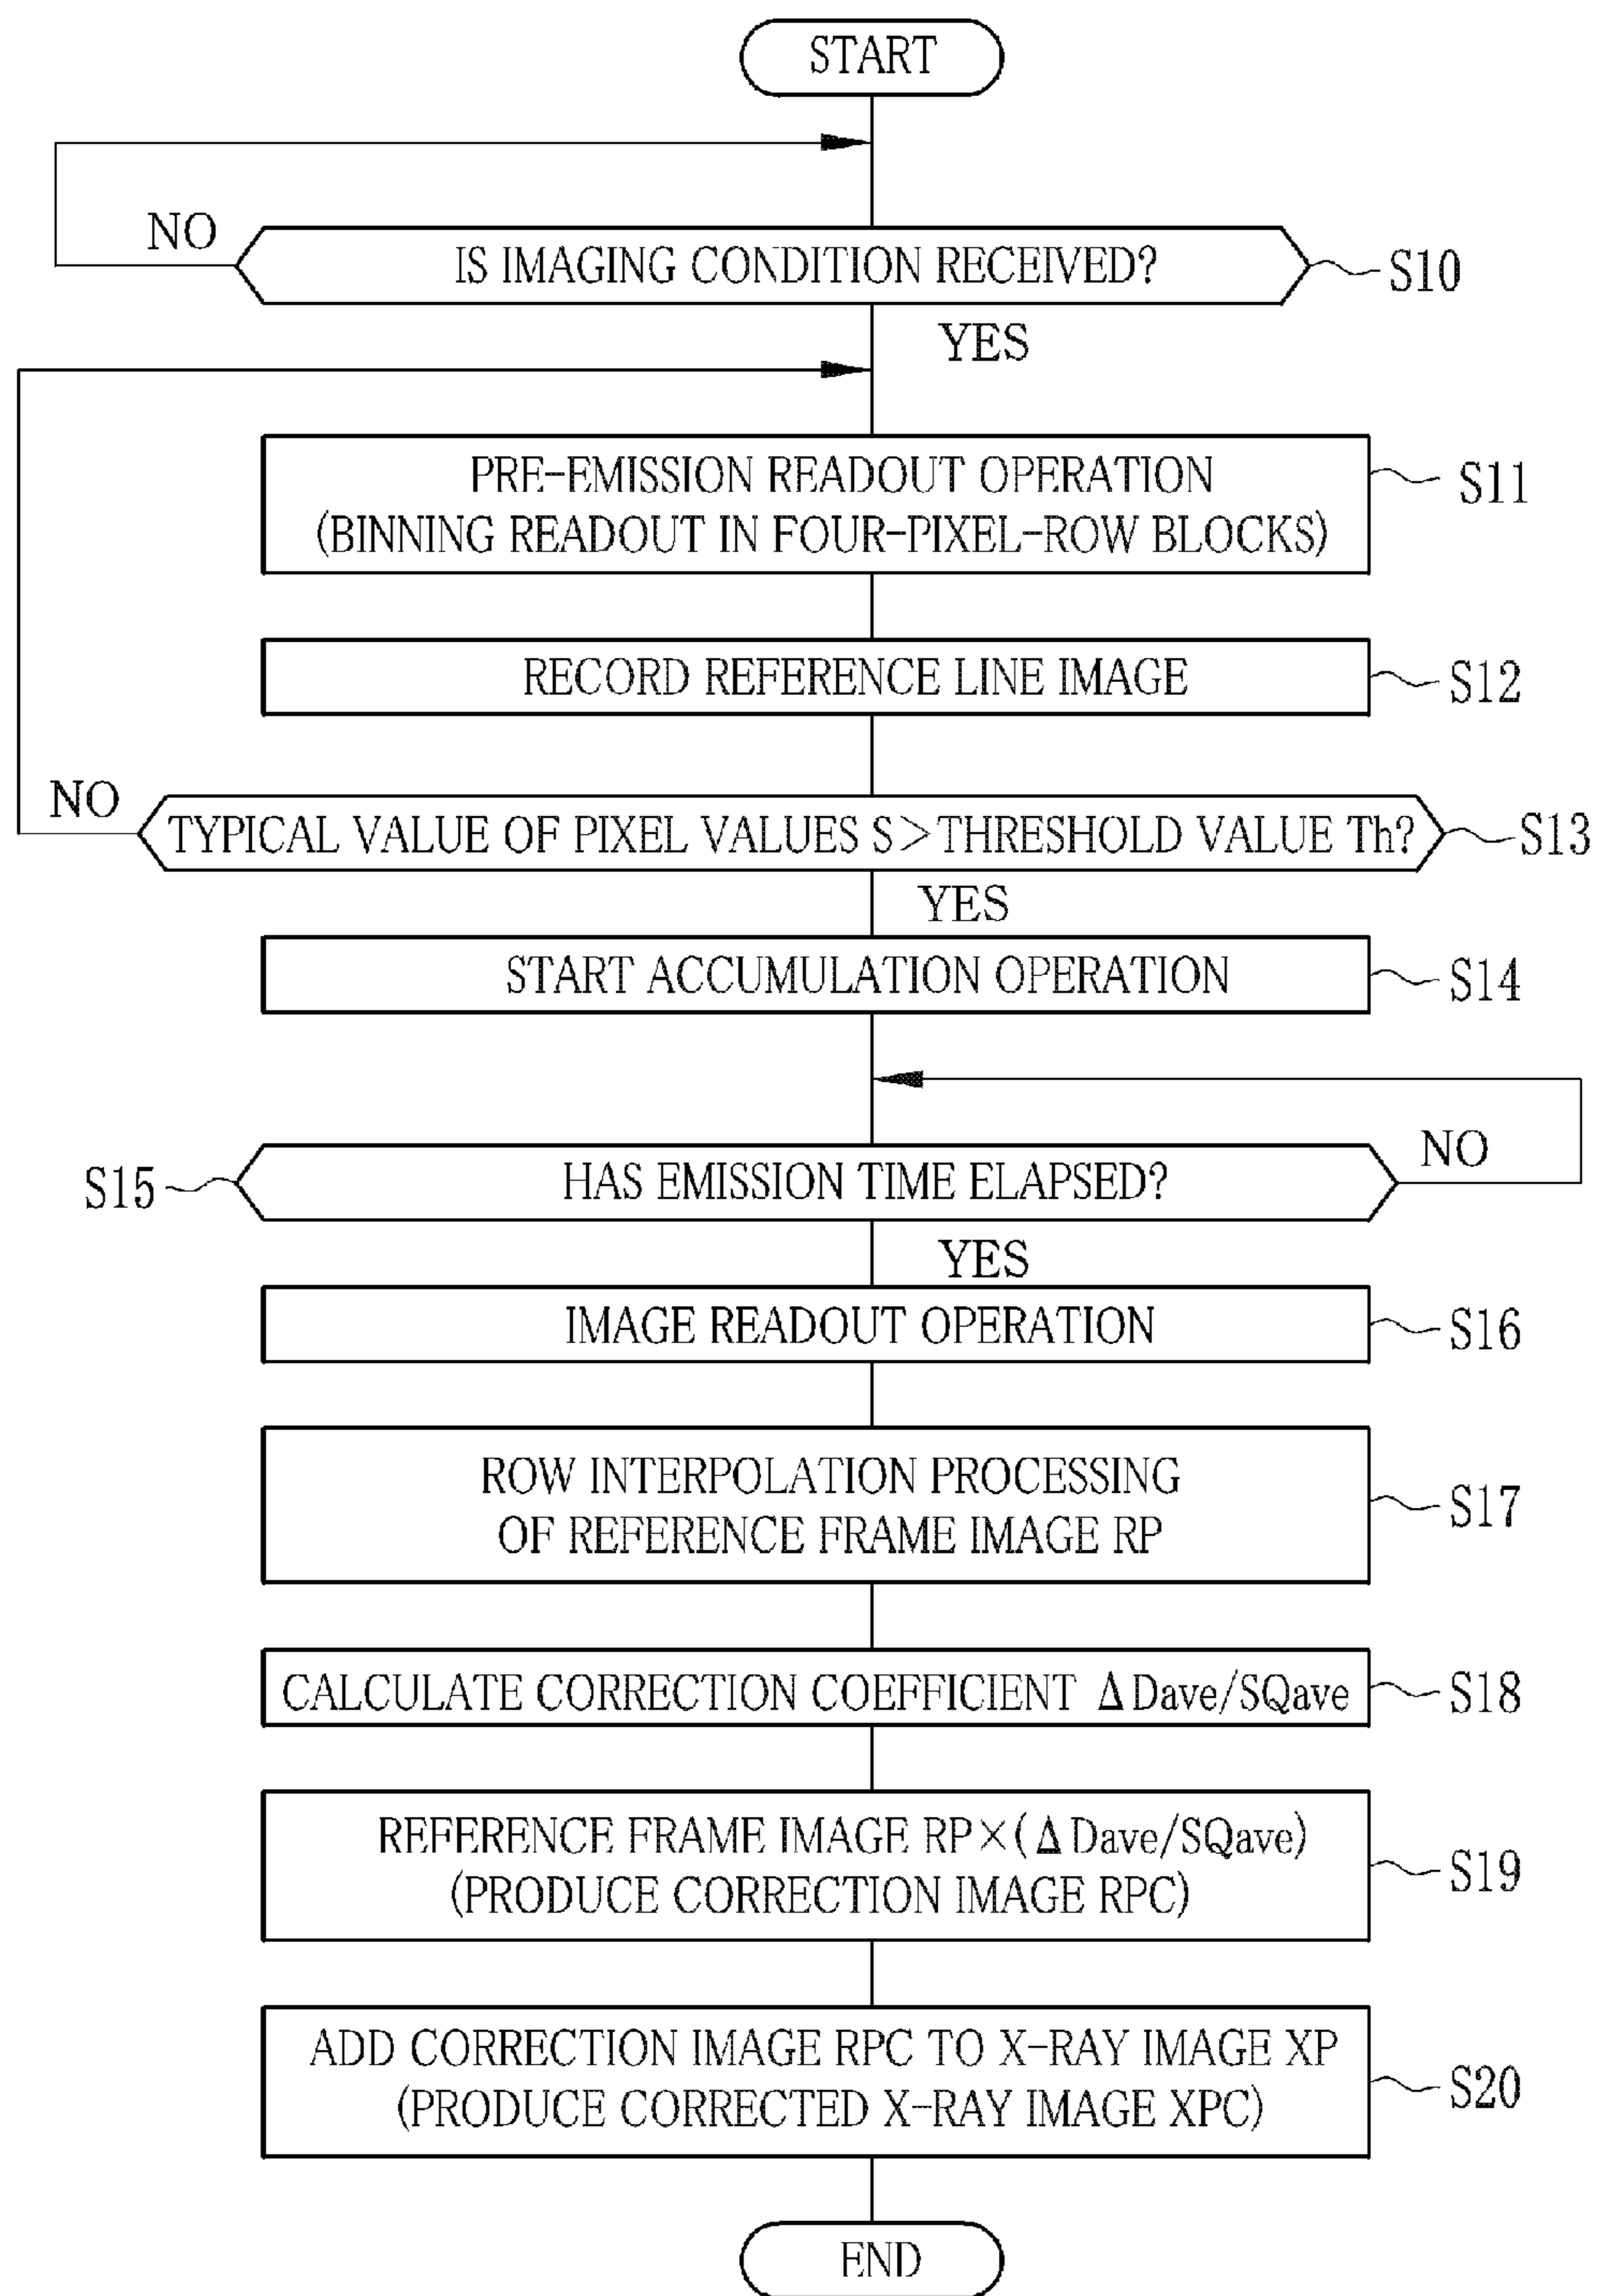 START
NO
IS IMAGING CONDITION RECEIVED?
S10
YES
PRE-EMISSION READOUT OPERATION
(BINNING READOUT IN FOUR-PIXEL-ROW BLOCKS)
S11
RECORD REFERENCE LINE IMAGE
S12
NO
TYPICAL VALUE OF PIXEL VALUES S>THRESHOLD VALUE Th?
S13
YES
START ACCUMULATION OPERATION
S14
S15
HAS EMISSION TIME ELAPSED?
NO
YES
IMAGE READOUT OPERATION
S16
ROW INTERPOLATION PROCESSING
OF REFERENCE FRAME IMAGE RP
S17
CALCULATE CORRECTION COEFFICIENT ΔDave/SQave
S18
REFERENCE FRAME IMAGE RP×(ΔDave/SQave)
(PRODUCE CORRECTION IMAGE RPC)
S19
ADD CORRECTION IMAGE RPC TO X-RAY IMAGE XP
(PRODUCE CORRECTED X-RAY IMAGE XPC)
S20
END